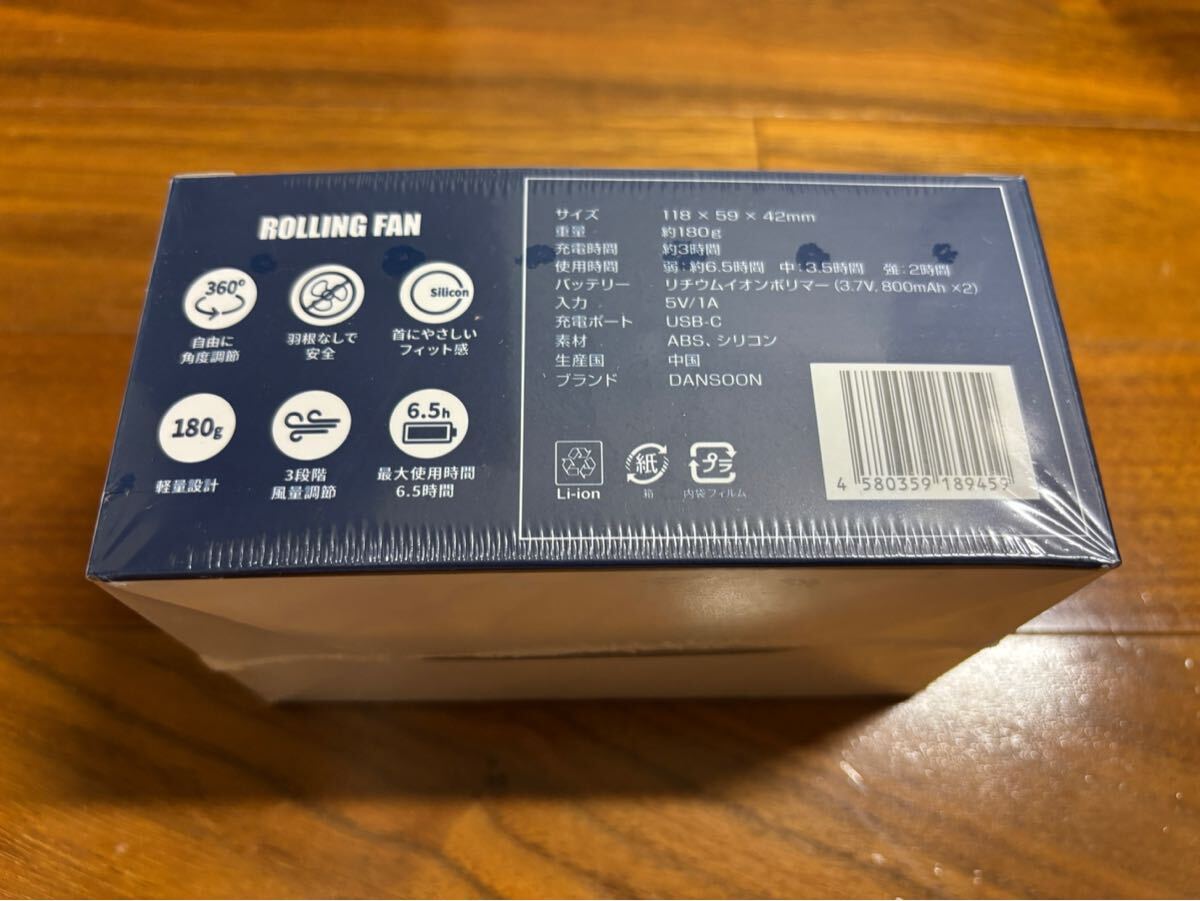 ROLLING FAN
360°
自由に
角度調節
羽根なしで
安全
Silicon
首にやさしい
フィット感
180g
軽量設計
3段階
風量調節
6.5h
最大使用時間
6.5時間
サイズ 118 × 59 × 42mm
重量 約180g
充電時間 約3時間
使用時間 弱:約6.5時間 中:3.5時間 強:2時間
バッテリー リチウムイオンポリマー (3.7V, 800mAh ×2)
入力 5V/1A
充電ポート USB-C
素材 ABS、シリコン
生産国 中国
ブランド DANSOON
Li-ion
紙
箱
プラ
内袋フィルム
4 580359 189459